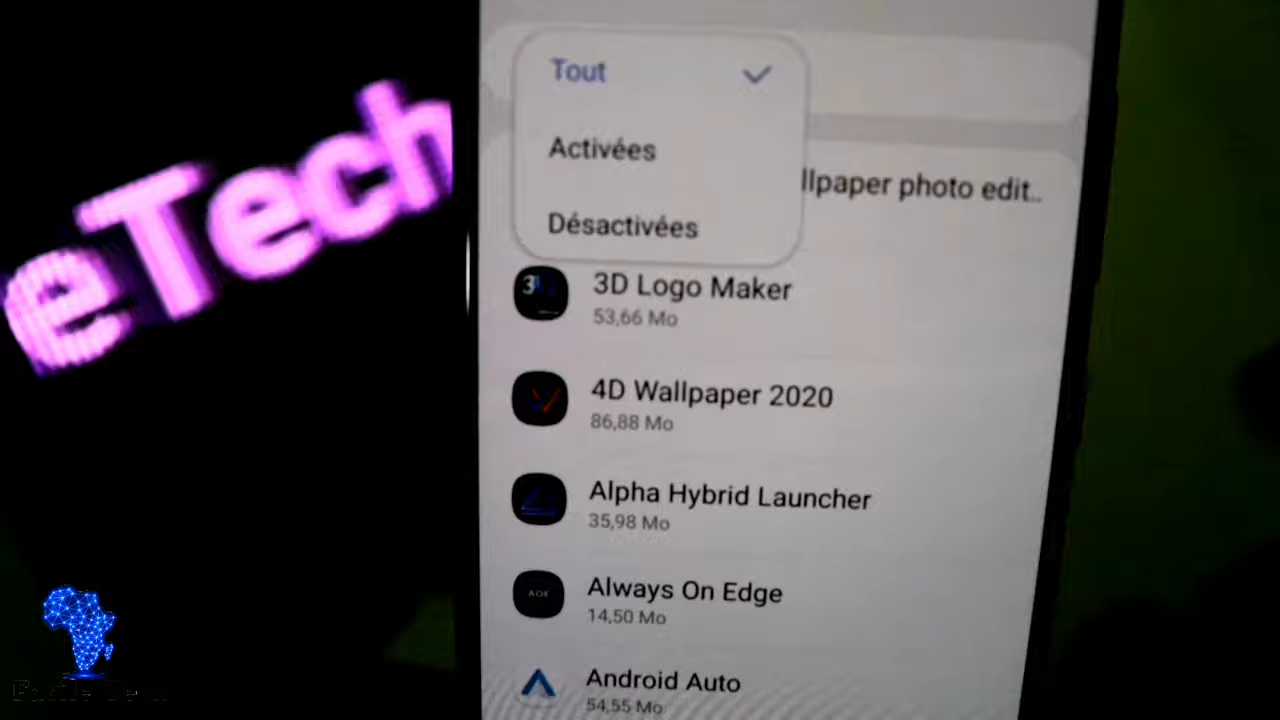 eTech
Tout
Activées
Désactivées
llpaper photo edit..
3D Logo Maker
53,66 Mo
4D Wallpaper 2020
86,88 Mo
Alpha Hybrid Launcher
35,98 Mo
AOE
Always On Edge
14,50 Mo
Android Auto
54,55 Mo